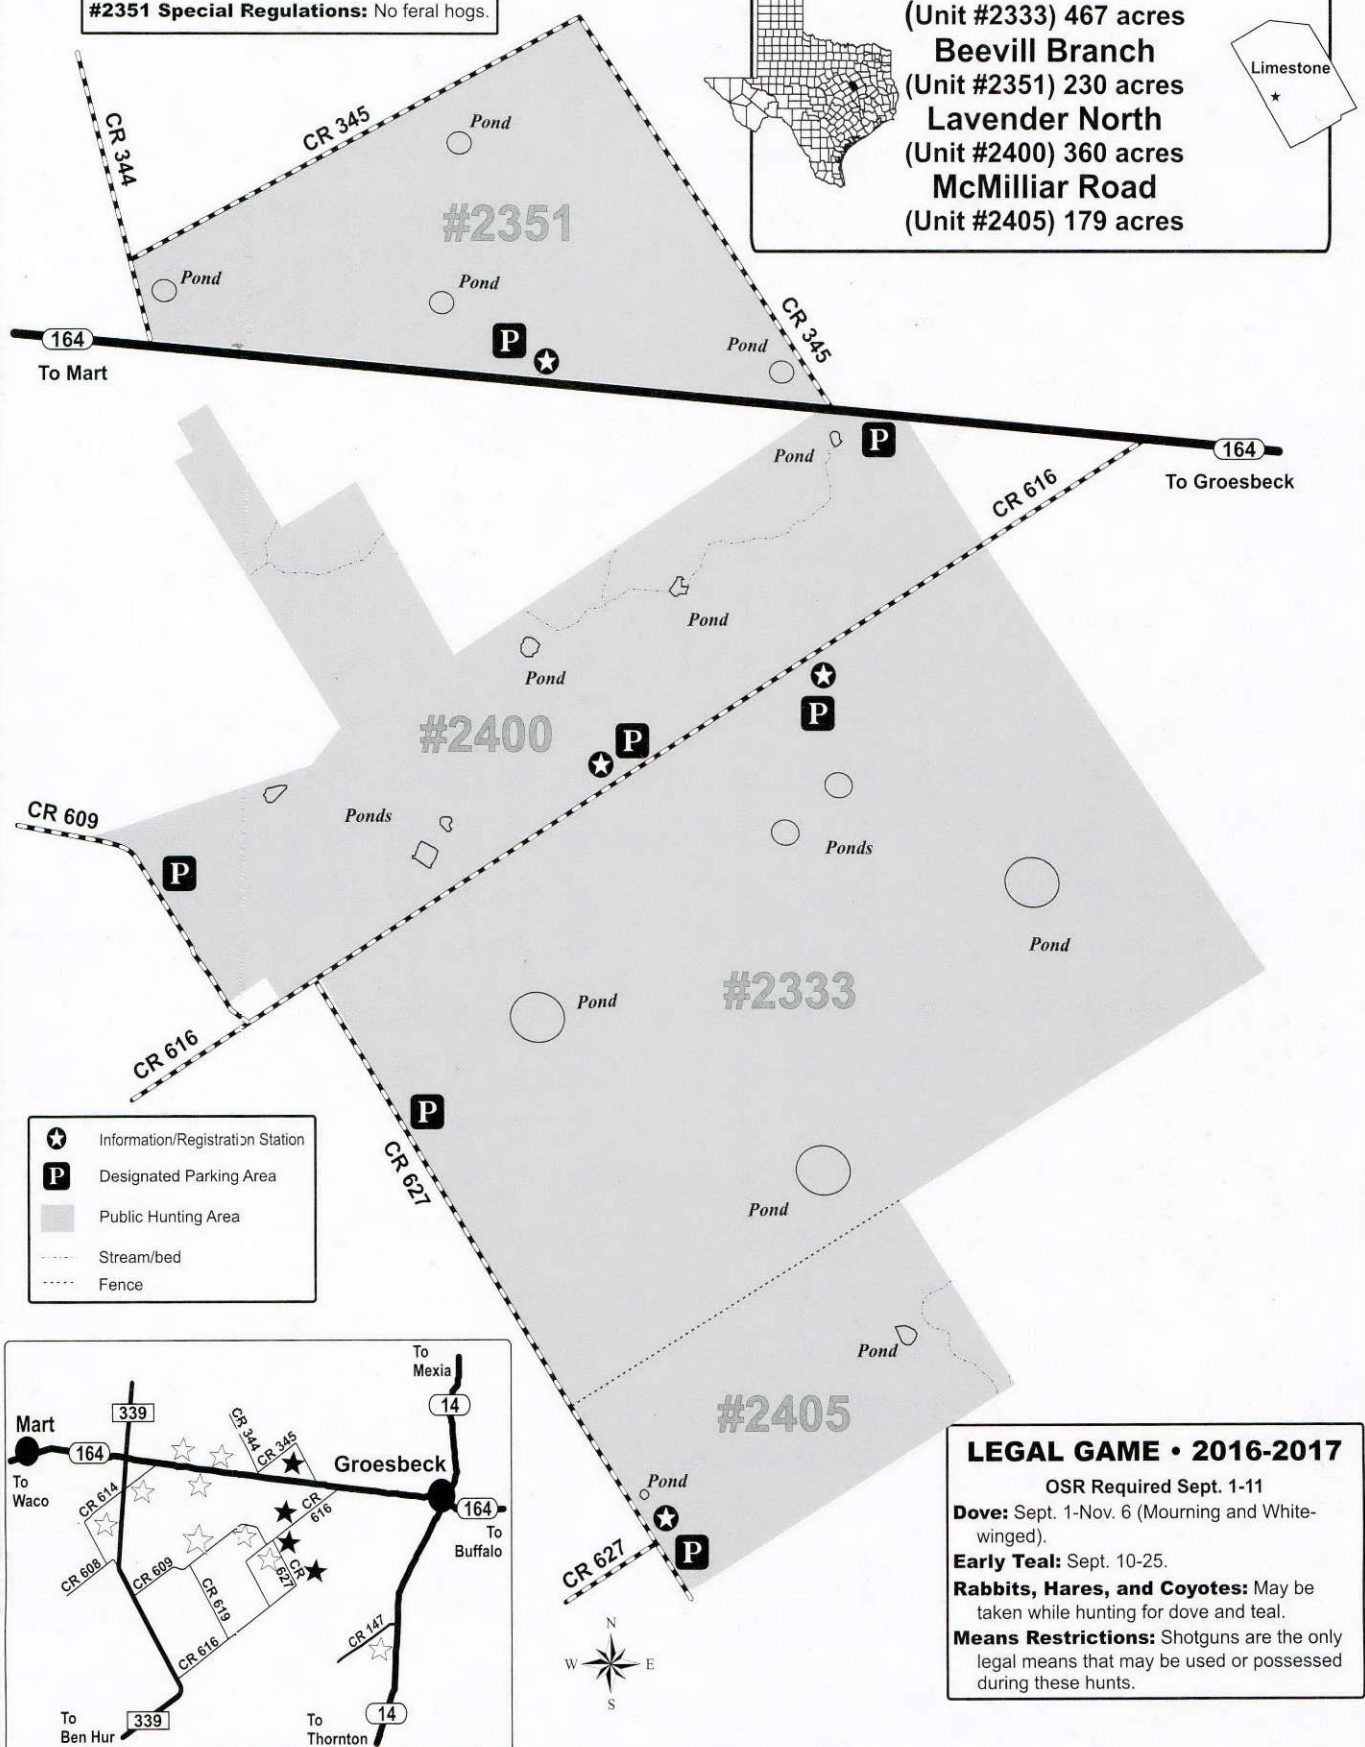 #2351 Special Regulations: No feral hogs.
(Unit #2333) 467 acres
Beevill Branch
(Unit #2351) 230 acres
Lavender North
(Unit #2400) 360 acres
McMilliar Road
(Unit #2405) 179 acres
Limestone
CR 344
CR 345
Pond
#2351
Pond
Pond
CR 345
P
Pond
164
To Mart
P
Pond
164
To Groesbeck
CR 616
Pond
Pond
#2400
P
P
CR 609
Ponds
Ponds
P
Pond
#2333
Pond
CR 616
P
CR 627
Pond
Information/Registration Station
P Designated Parking Area
Public Hunting Area
Stream/bed
Fence
Pond
#2405
Pond
P
CR 627
N
W E
S
To
Mexia
14
339
Mart
164
CR 344
CR 345
Groesbeck
To
Waco
CR 614
CR
616
164
To
Buffalo
CR 608
CR 609
CR
627
CR 619
CR 616
CR 147
To
Ben Hur
339
To
Thornton
14
LEGAL GAME • 2016-2017
OSR Required Sept. 1-11
Dove: Sept. 1-Nov. 6 (Mourning and White-
winged).
Early Teal: Sept. 10-25.
Rabbits, Hares, and Coyotes: May be
taken while hunting for dove and teal.
Means Restrictions: Shotguns are the only
legal means that may be used or possessed
during these hunts.